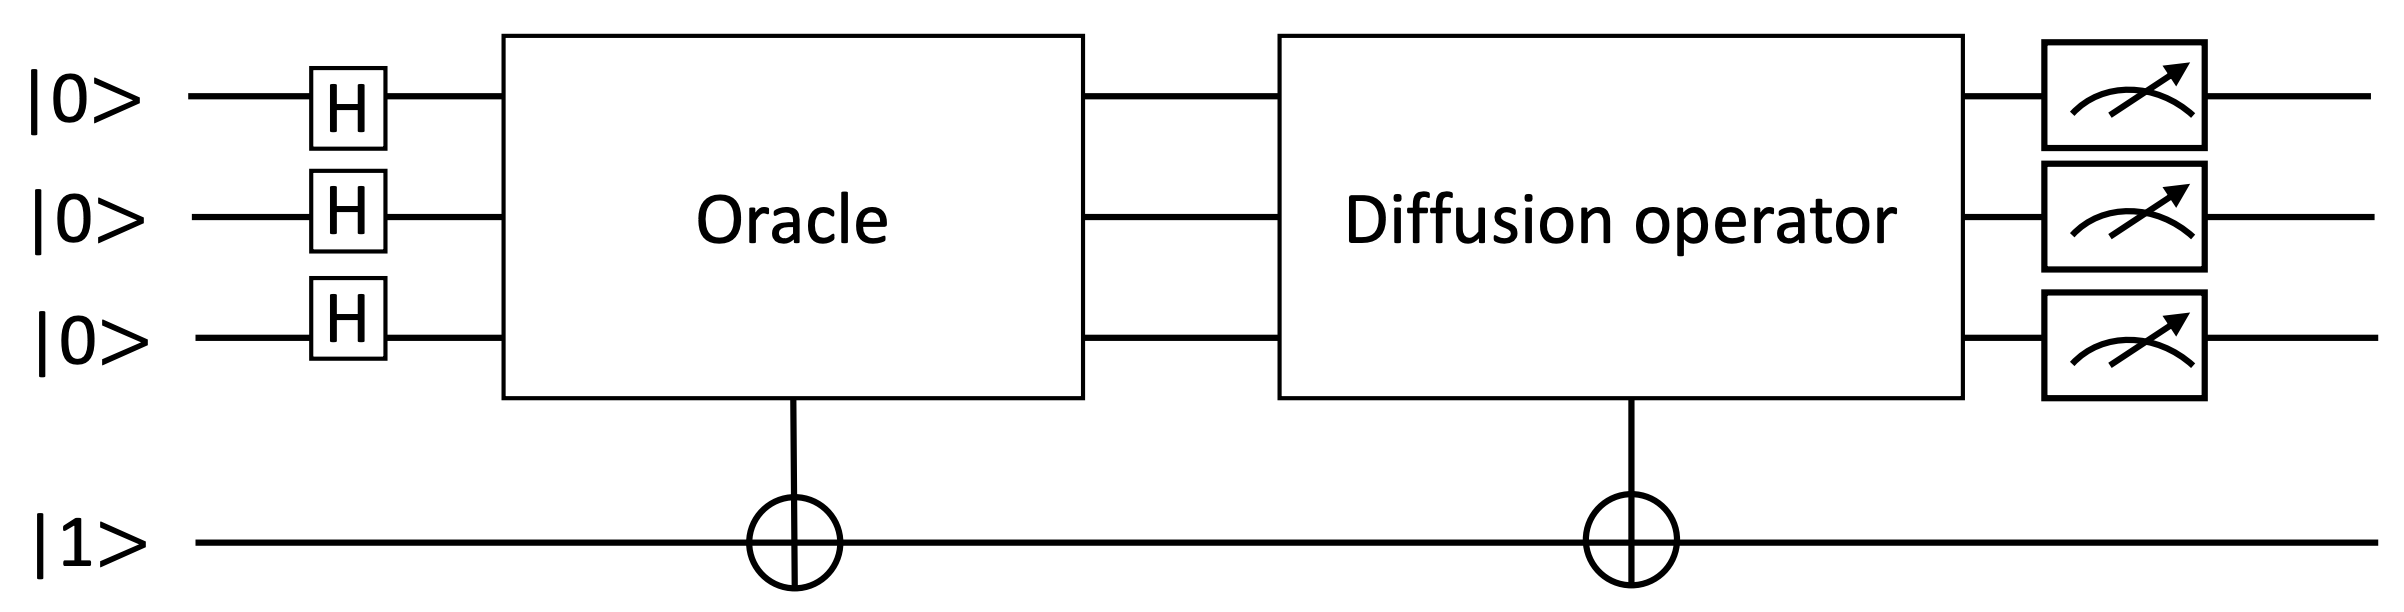 |0>
H
|0>
H
Oracle
Diffusion operator
|0>
H
|1>